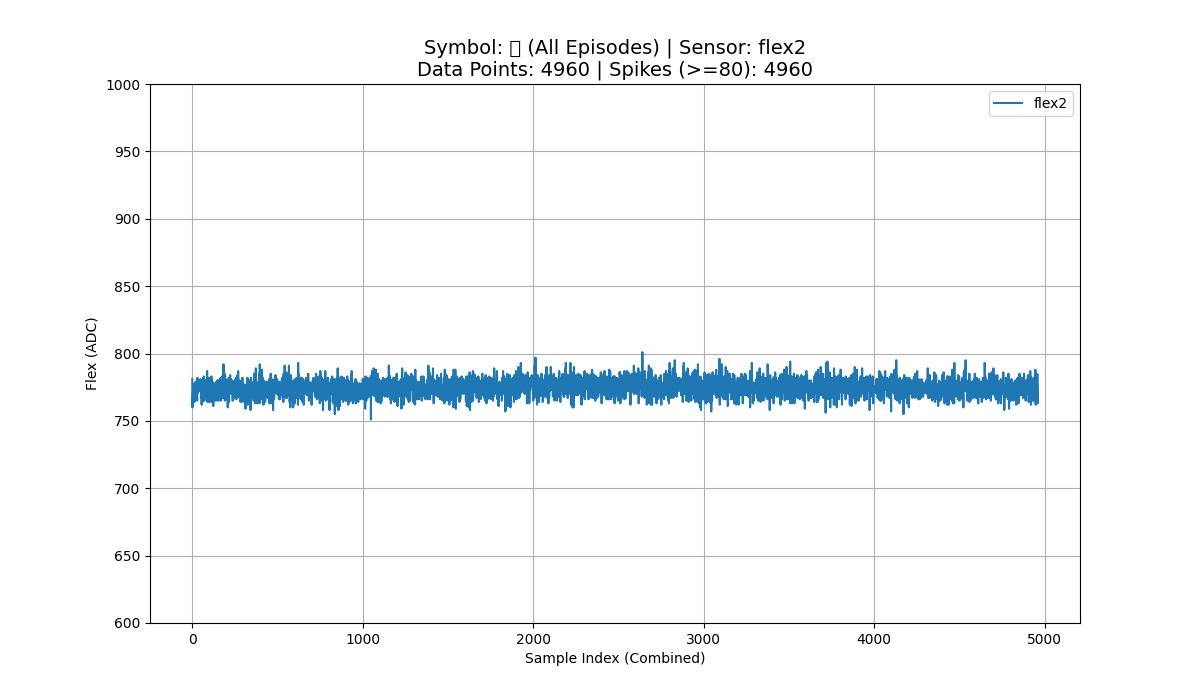 Symbol: (All Episodes) | Sensor: flex2
Data Points: 4960 | Spikes (>=80): 4960
flex2
1000
950
900
850
800
750
700
650
600
Flex (ADC)
0 1000 2000 3000 4000 5000
Sample Index (Combined)